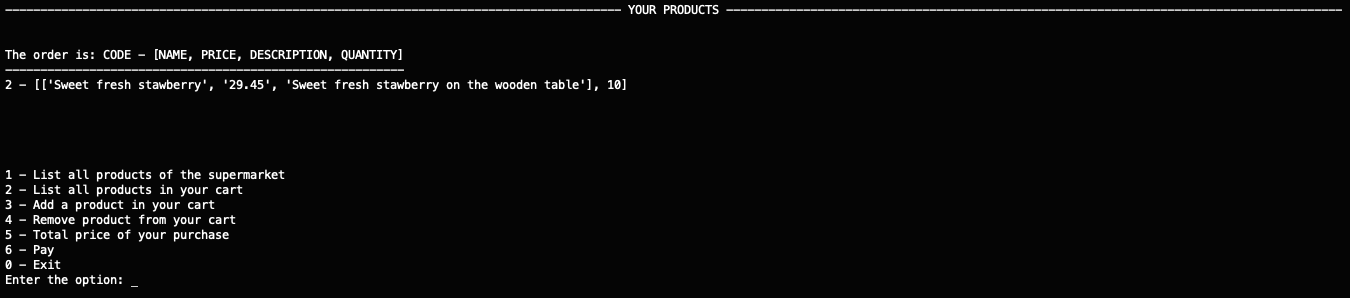 ---------------------------------------------------------------------------------------- YOUR PRODUCTS ----------------------------------------------------------------------------------------
The order is: CODE - [NAME, PRICE, DESCRIPTION, QUANTITY]
---------------------------------------------------------
2 - [['Sweet fresh stawberry', '29.45', 'Sweet fresh stawberry on the wooden table'], 10]
1 - List all products of the supermarket
2 - List all products in your cart
3 - Add a product in your cart
4 - Remove product from your cart
5 - Total price of your purchase
6 - Pay
0 - Exit
Enter the option: _